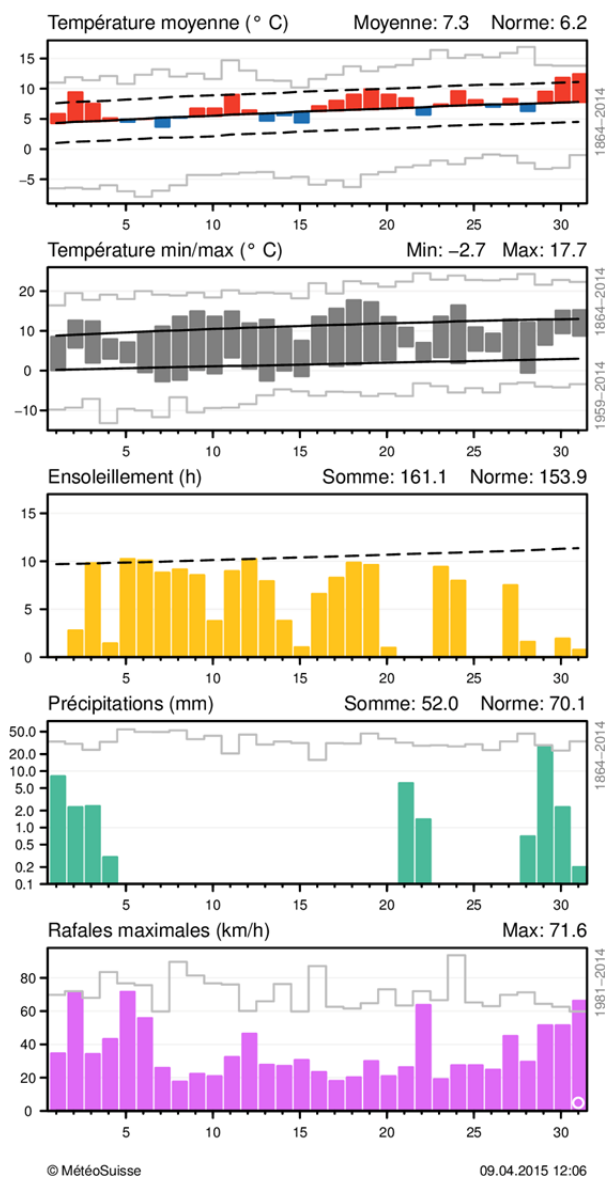 Température moyenne (° C) Moyenne: 7.3 Norme: 6.2
15
10
5
0
−5
5 10 15 20 25 30
1864−2014
Température min/max (° C) Min: −2.7 Max: 17.7
20
10
0
−10
5 10 15 20 25 30
1864−2014
1959−2014
Ensoleillement (h) Somme: 161.1 Norme: 153.9
15
10
5
0
5 10 15 20 25 30
Précipitations (mm) Somme: 52.0 Norme: 70.1
50.0
20.0
10.0
5.0
2.0
1.0
0.5
0.2
0.1
5 10 15 20 25 30
1864−2014
Rafales maximales (km/h) Max: 71.6
80
60
40
20
0
5 10 15 20 25 30
1981−2014
© MétéoSuisse 09.04.2015 12:06